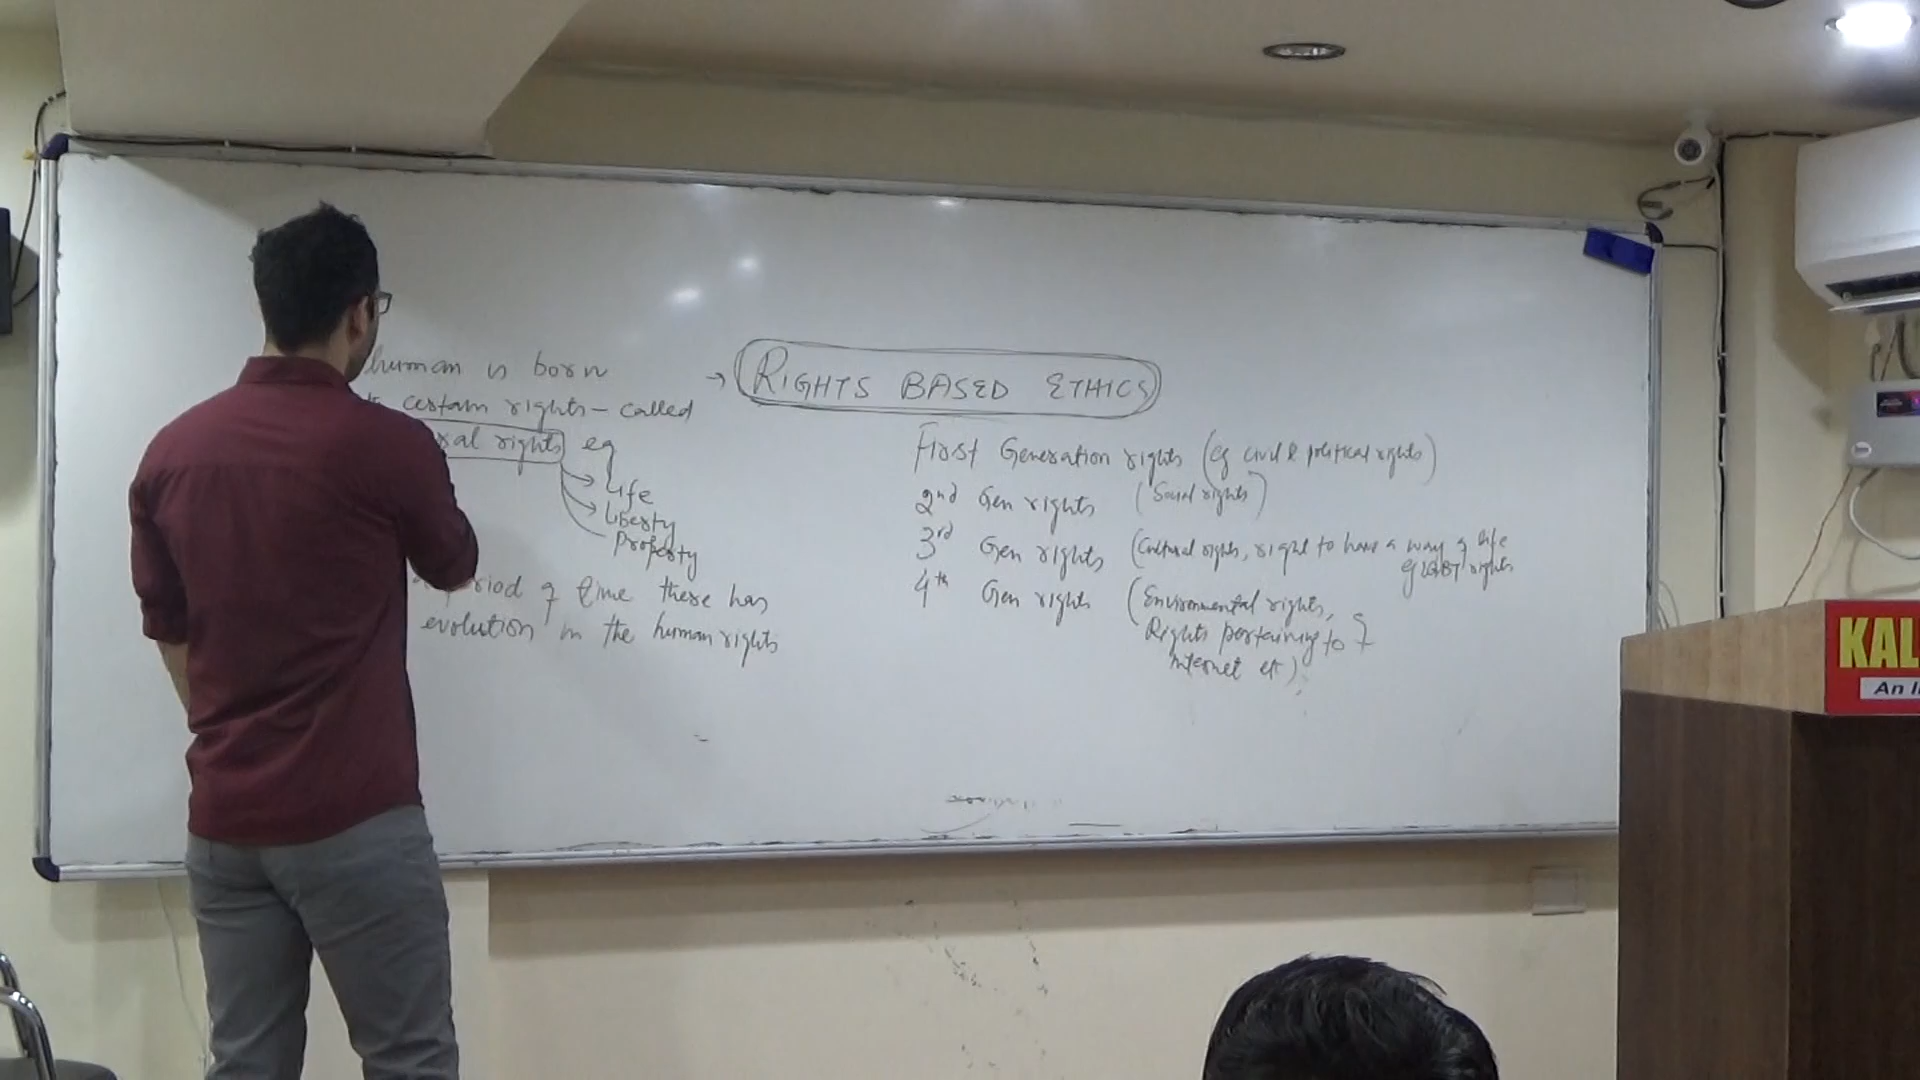 human is born
certain rights - called
ral rights eg
Life
Liberty
Property
period of time there has
evolution in the human rights
→ RIGHTS BASED ETHICS
First Generation rights (eg civil & political rights)
2nd Gen rights (Social rights)
3rd Gen rights (Cultural rights, right to have a way of life
eg LGBT rights
4th Gen rights (Environmental rights,
Rights pertaining to
Internet etc)
KAL
An I